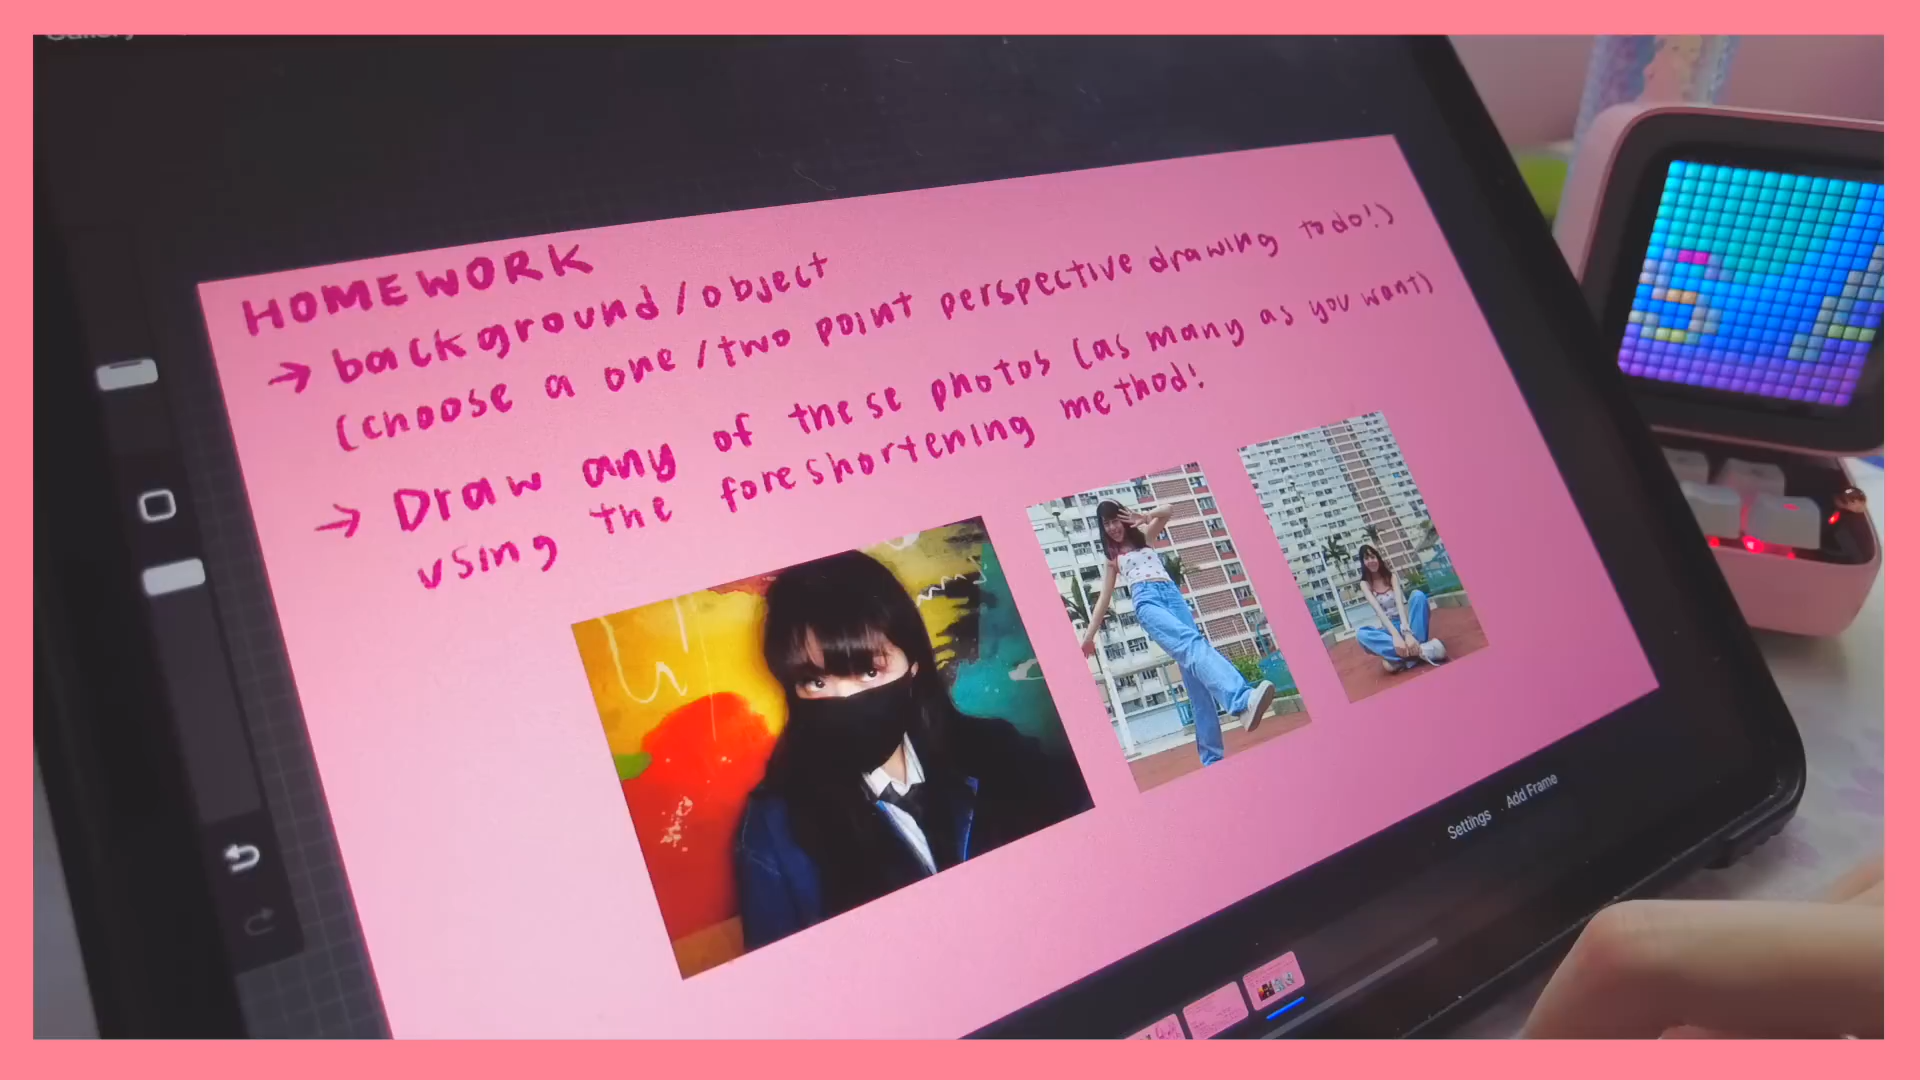 Gallery
HOMEWORK
→ background/object
(choose a one/two point perspective drawing to do!)
→ Draw any of these photos (as many as you want)
using the foreshortening method!
Settings
Add Frame